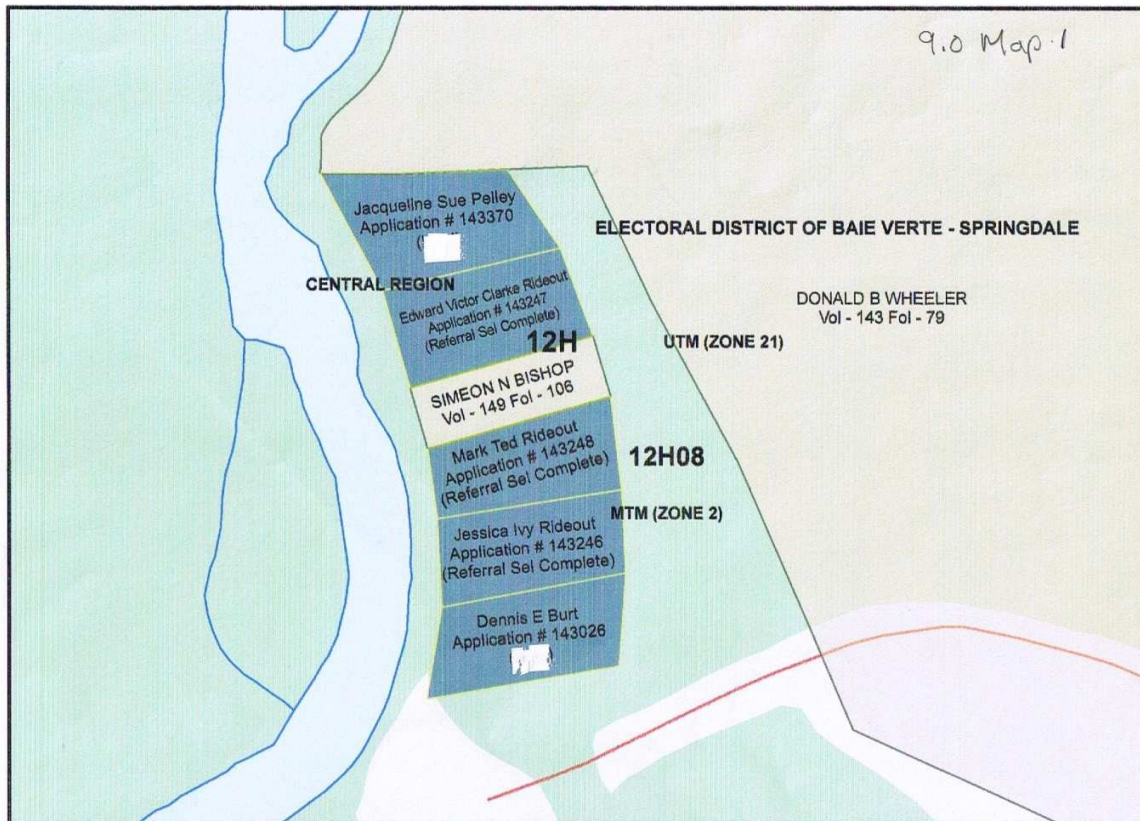 9.0 Map 1
Jacqueline Sue Pelley
Application # 143370
(
ELECTORAL DISTRICT OF BAIE VERTE - SPRINGDALE
CENTRAL REGION
Edward Victor Clarke Rideout
Application # 143247
(Referral Sel Complete)
DONALD B WHEELER
Vol - 143 Fol - 79
12H
UTM (ZONE 21)
SIMEON N BISHOP
Vol - 149 Fol - 106
Mark Ted Rideout
Application # 143248
(Referral Sel Complete)
12H08
MTM (ZONE 2)
Jessica Ivy Rideout
Application # 143246
(Referral Sel Complete)
Dennis E Burt
Application # 143026